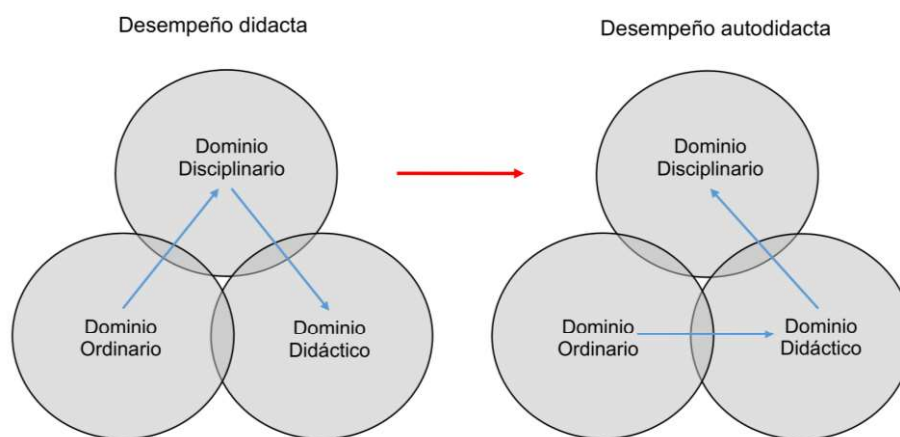 Desempeño didacta
Desempeño autodidacta
Dominio
Disciplinario
Dominio
Ordinario
Dominio
Didáctico
Dominio
Disciplinario
Dominio
Ordinario
Dominio
Didáctico